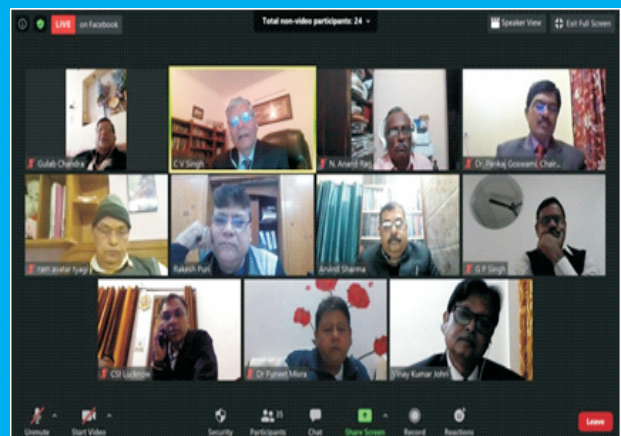 LIVE on Facebook
Total non-video participants: 24
Speaker View
Exit Full Screen
Gulab Chandra
C V Singh
N. Anand Rao
Dr. Pankaj Goswami, Chair...
ram avatar tyagi
Rakesh Puri
Arvind Sharma
G P Singh
CSI Lucknow
Dr Puneet Misra
Vinay Kumar Johri
Unmute
Start Video
Security
Participants
35
Chat
Share Screen
Record
Reactions
Leave